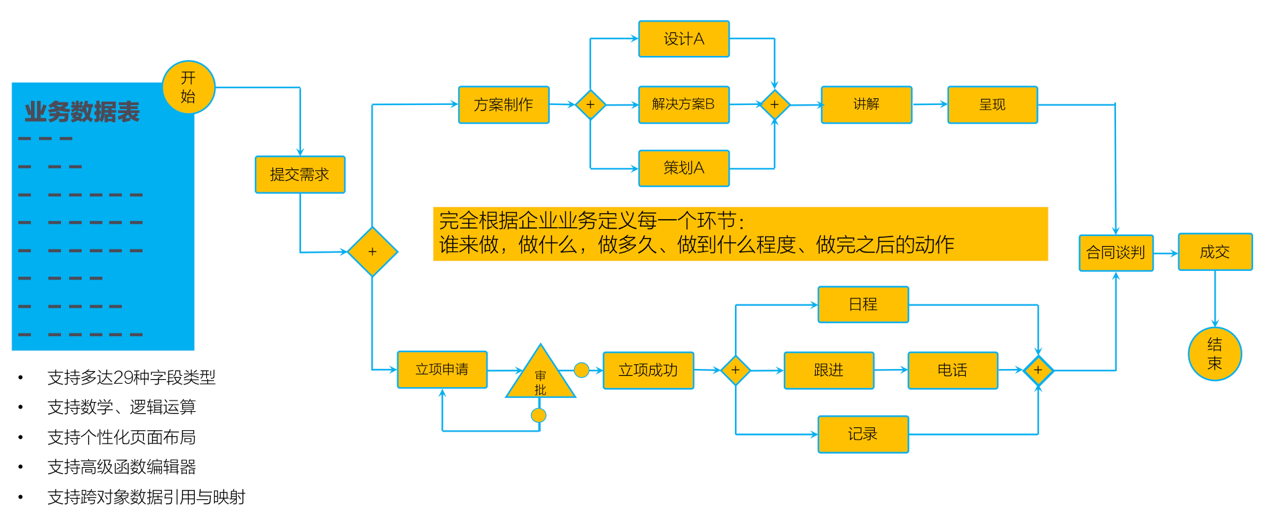 业务数据表
开
始
提交需求
+
方案制作
+
设计A
解决方案B
策划A
+
讲解
呈现
完全根据企业业务定义每一个环节：
谁来做，做什么，做多久、做到什么程度、做完之后的动作
合同谈判
成交
结
束
立项申请
审
批
立项成功
+
日程
跟进
电话
记录
+
• 支持多达29种字段类型
• 支持数学、逻辑运算
• 支持个性化页面布局
• 支持高级函数编辑器
• 支持跨对象数据引用与映射